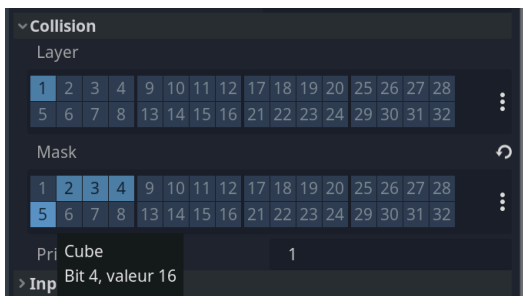 Collision
Layer
1 2 3 4 9 10 11 12 17 18 19 20 25 26 27 28
5 6 7 8 13 14 15 16 21 22 23 24 29 30 31 32
Mask
1 2 3 4 9 10 11 12 17 18 19 20 25 26 27 28
5 6 7 8 13 14 15 16 21 22 23 24 29 30 31 32
Pri 1
Cube
Bit 4, valeur 16
Inp